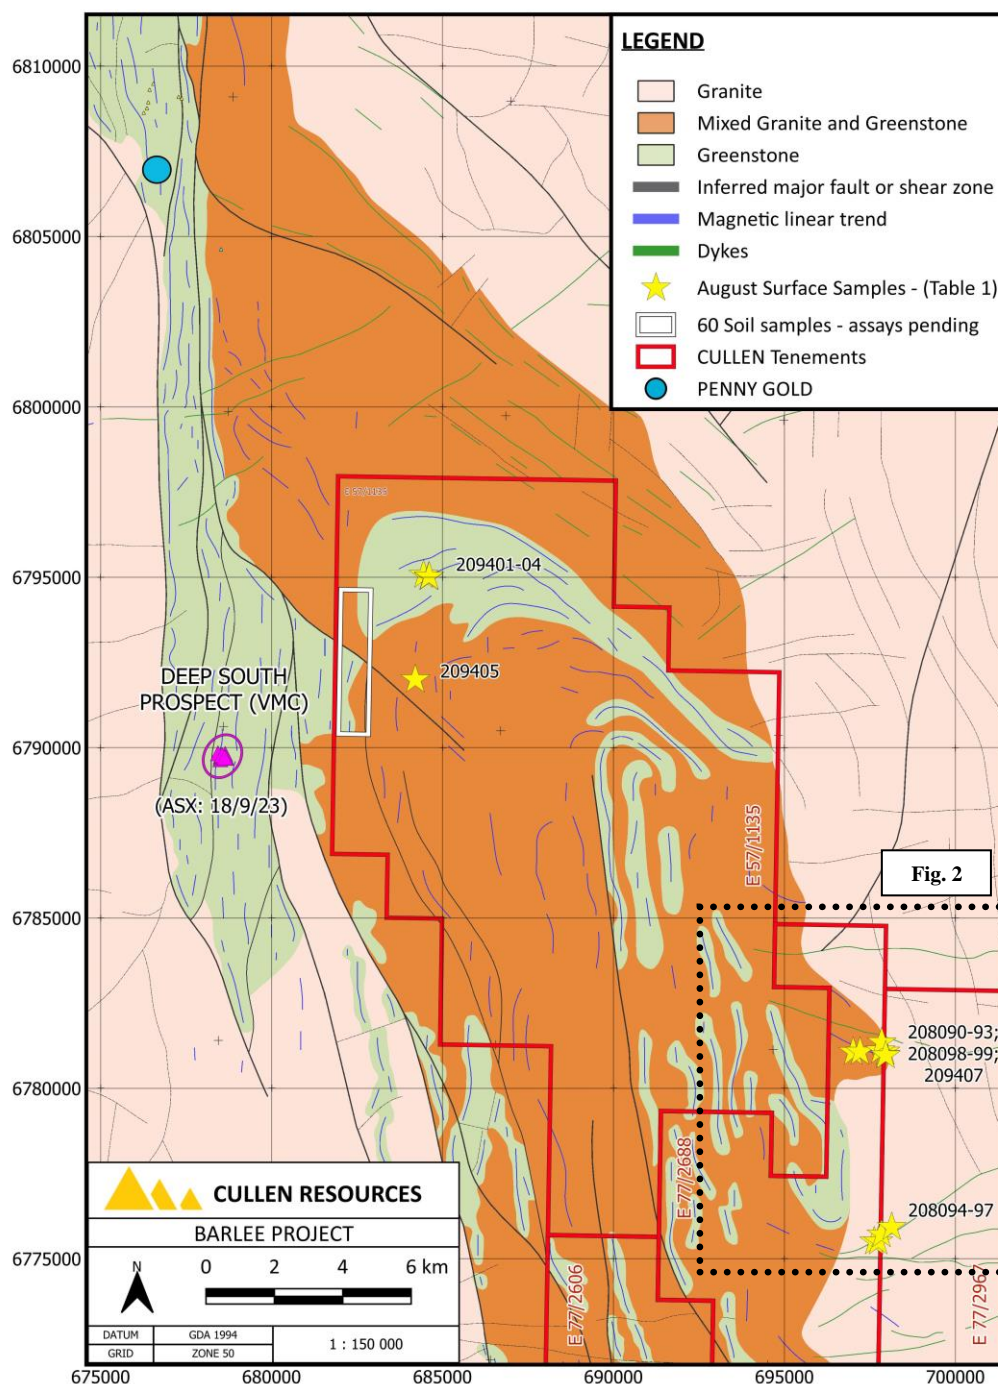 6810000
6805000
6800000
6795000
6790000
6785000
6780000
6775000
LEGEND
Granite
Mixed Granite and Greenstone
Greenstone
Inferred major fault or shear zone
Magnetic linear trend
Dykes
August Surface Samples - (Table 1)
60 Soil samples - assays pending
CULLEN Tenements
PENNY GOLD
E 57/1135
209401-04
209405
DEEP SOUTH
PROSPECT (VMC)
(ASX: 18/9/23)
E 57/1135
Fig. 2
208090-93;
208098-99;
209407
E 77/2688
208094-97
E 77/2606
E 77/2967
CULLEN RESOURCES
BARLEE PROJECT
N
0 2 4 6 km
DATUM GDA 1994
GRID ZONE 50
1 : 150 000
675000 680000 685000 690000 695000 700000